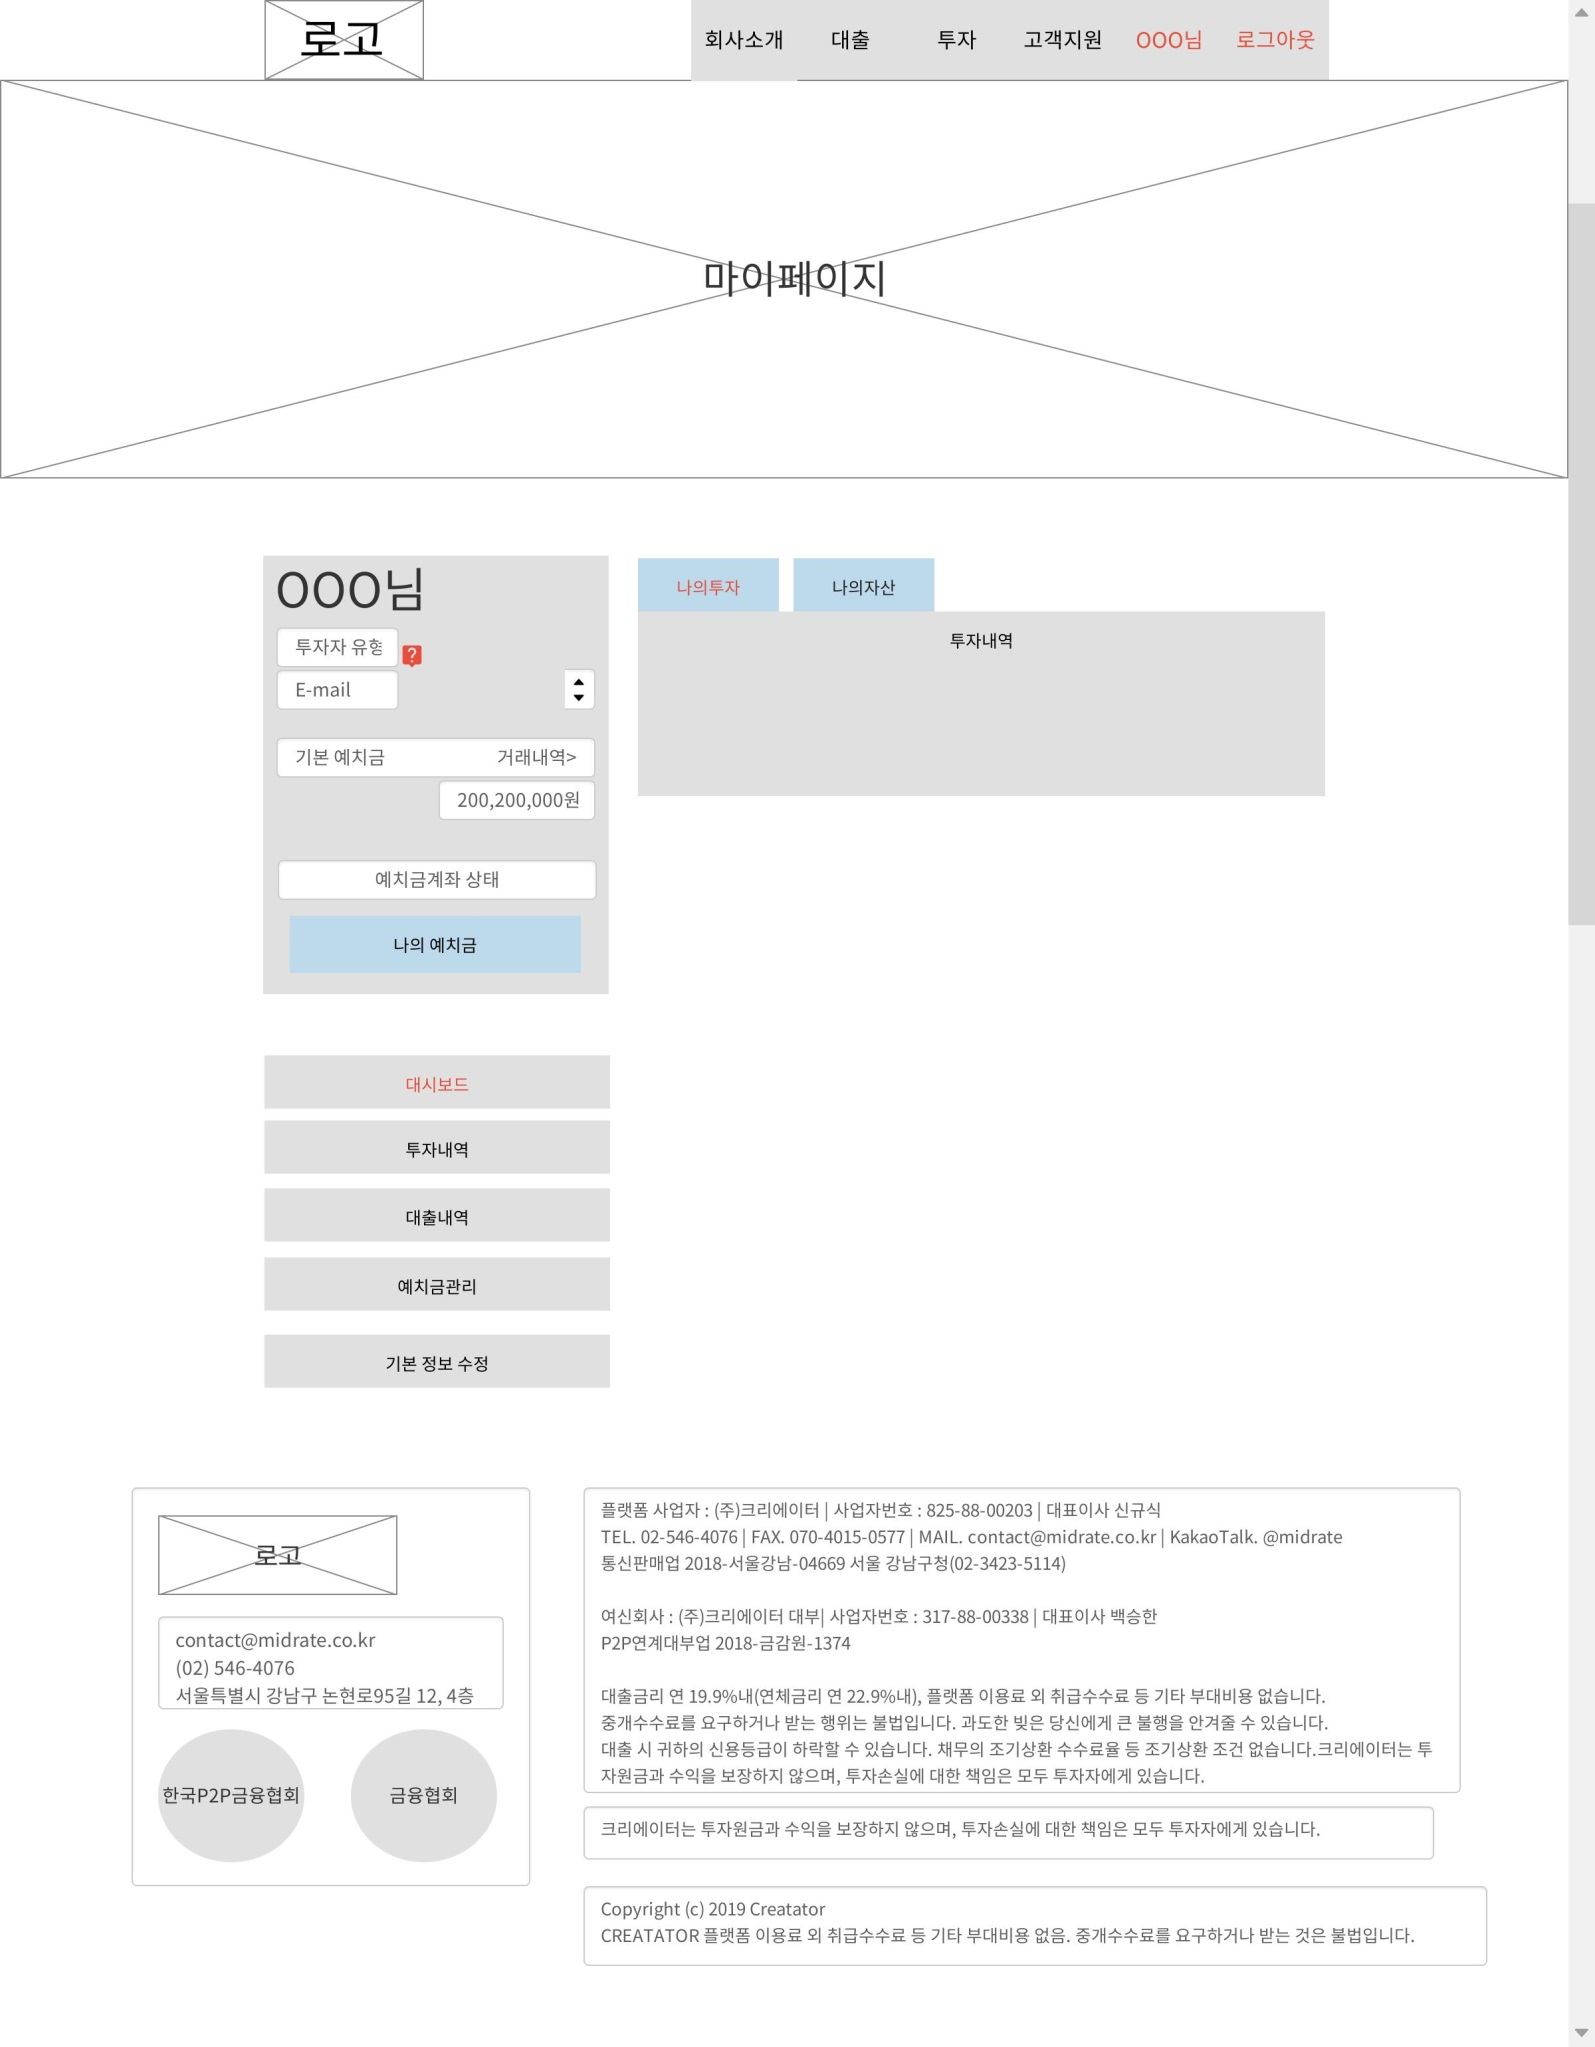 로고
회사소개 대출 투자 고객지원 OOO님 로그아웃
마이페이지
OOO님
투자자 유형
?
E-mail
기본 예치금 거래내역>
200,200,000원
예치금계좌 상태
나의 예치금
나의투자 나의자산
투자내역
대시보드
투자내역
대출내역
예치금관리
기본 정보 수정
로고
contact@midrate.co.kr
(02) 546-4076
서울특별시 강남구 논현로95길 12, 4층
한국P2P금융협회 금융협회
플랫폼 사업자 : (주)크리에이터 | 사업자번호 : 825-88-00203 | 대표이사 신규식
TEL. 02-546-4076 | FAX. 070-4015-0577 | MAIL. contact@midrate.co.kr | KakaoTalk. @midrate
통신판매업 2018-서울강남-04669 서울 강남구청(02-3423-5114)
여신회사 : (주)크리에이터 대부| 사업자번호 : 317-88-00338 | 대표이사 백승한
P2P연계대부업 2018-금감원-1374
대출금리 연 19.9%내(연체금리 연 22.9%내), 플랫폼 이용료 외 취급수수료 등 기타 부대비용 없습니다.
중개수수료를 요구하거나 받는 행위는 불법입니다. 과도한 빚은 당신에게 큰 불행을 안겨줄 수 있습니다.
대출 시 귀하의 신용등급이 하락할 수 있습니다. 채무의 조기상환 수수료율 등 조기상환 조건 없습니다.크리에이터는 투
자원금과 수익을 보장하지 않으며, 투자손실에 대한 책임은 모두 투자자에게 있습니다.
크리에이터는 투자원금과 수익을 보장하지 않으며, 투자손실에 대한 책임은 모두 투자자에게 있습니다.
Copyright (c) 2019 Creatator
CREATATOR 플랫폼 이용료 외 취급수수료 등 기타 부대비용 없음. 중개수수료를 요구하거나 받는 것은 불법입니다.